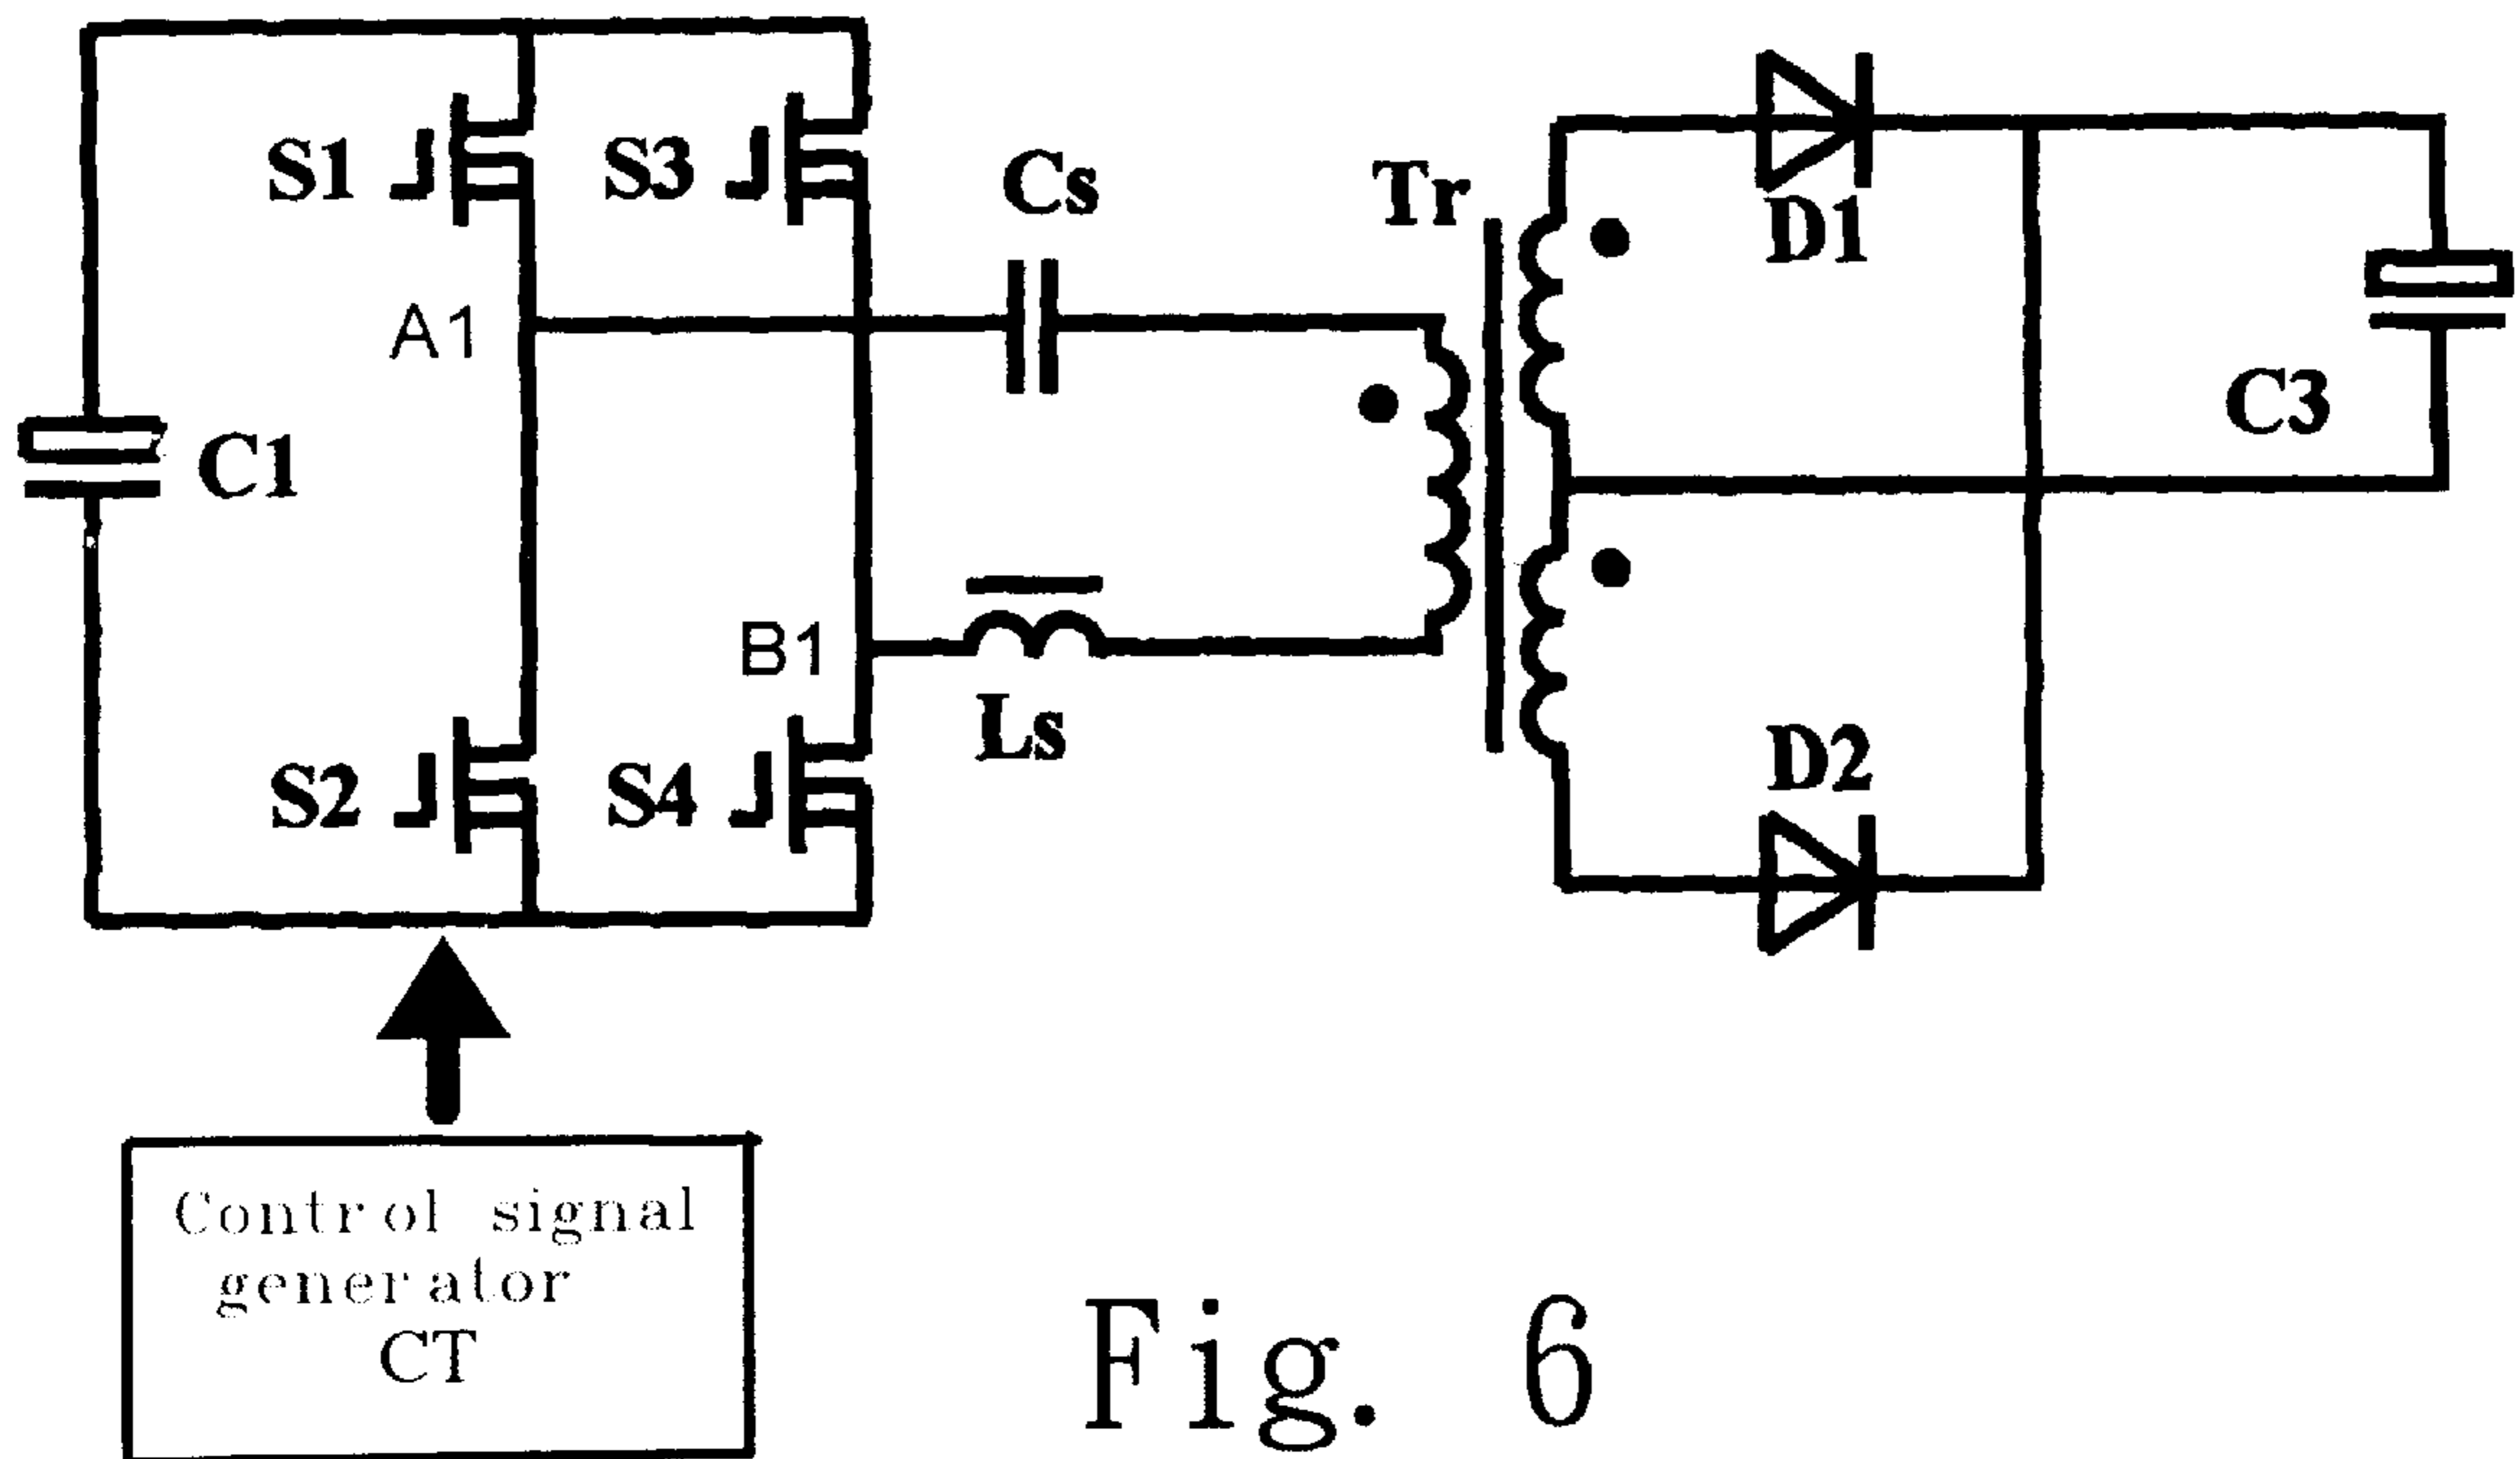 S1
S3
Cs
Tr
D1
A1
C1
C3
B1
Ls
S2
S4
D2
Control signal
generator
CT
Fig. 6